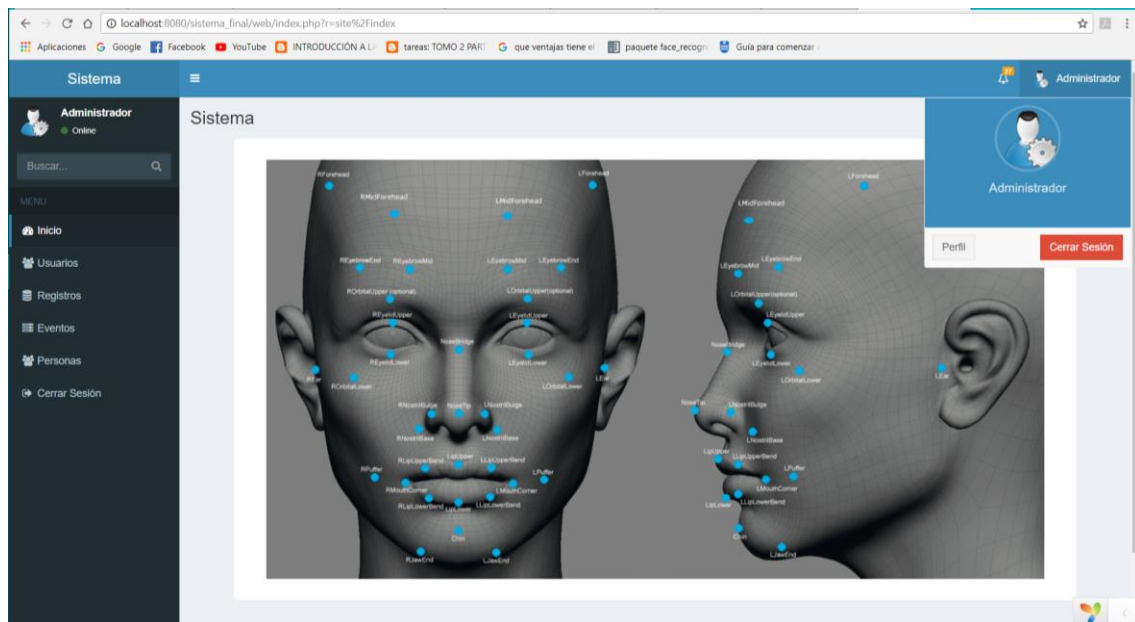 localhost:8080/sistema_final/web/index.php?r=site%2Findex
Aplicaciones Google Facebook YouTube INTRODUCCIÓN A L tareas: TOMO 2 PART que ventajas tiene el paquete face_recogn Guía para comenzar
Sistema
Administrador
Administrador
Online
Buscar...
MENU
Inicio
Usuarios
Registros
Eventos
Personas
Cerrar Sesión
Sistema
Administrador
Perfil
Cerrar Sesión
RForehead LForehead
RMidForehead LMidForehead
REyebrowEnd REyebrowMid LEyebrowMid LEyebrowEnd
ROrbitalUpper (optional) LOrbitalUpper(optional)
REyelidUpper LEyelidUpper
NoseBridge
REyelidLower LEyelidLower
REar ROrbitalLower LOrbitalLower LEar
RNostrilBulge NoseTip LNostrilBulge
RNostrilBase LNostrilBase
RPuffer RLipUpperBend LipUpper LLipUpperBend LPuffer
RMouthCorner LMouthCorner
RLipLowerBend LipLower LLipLowerBend
Chin
RJawEnd LJawEnd
LForehead
LMidForehead
LEyebrowMid LEyebrowEnd
LOrbitalUpper(optional)
LEyelidUpper
NoseBridge
LEyelidLower
LOrbitalLower
LEar
NoseTip LNostrilBulge
LNostrilBase
LipUpper LLipUpperBend
LPuffer
LMouthCorner
LipLower LLipLowerBend
Chin
LJawEnd